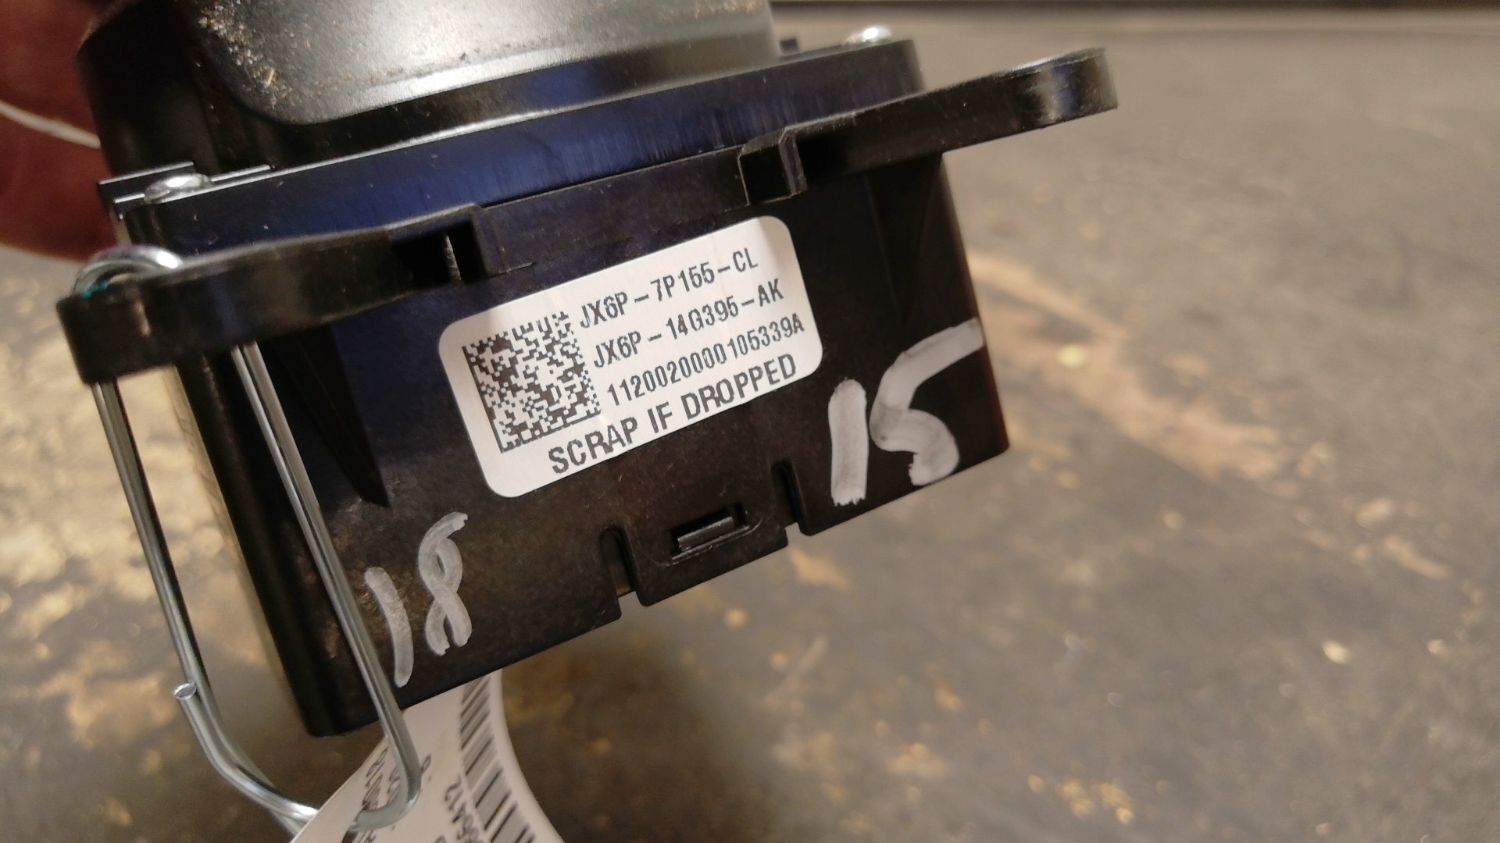 JX6P-7P155-CL
JX6P-14G395-AK
1120020000105339A
SCRAP IF DROPPED
15
18